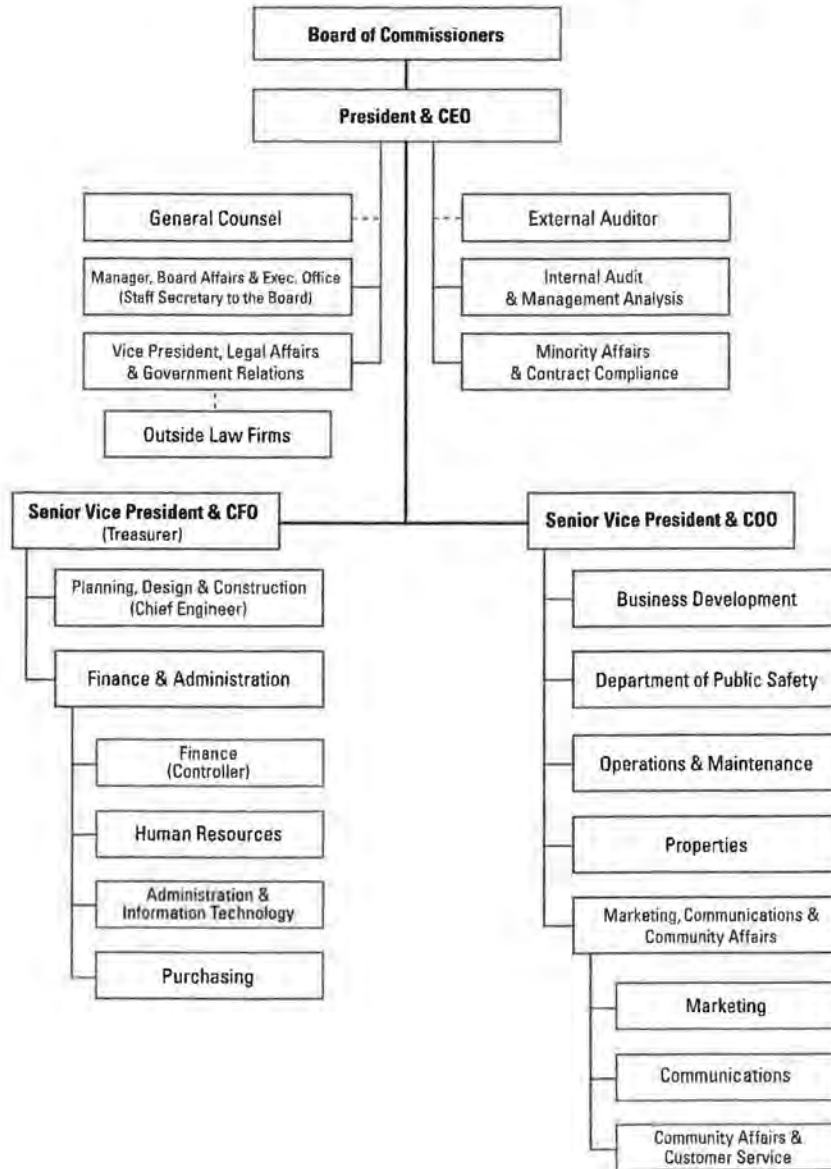 Board of Commissioners
President & CEO
General Counsel
External Auditor
Manager, Board Affairs & Exec. Office
(Staff Secretary to the Board)
Internal Audit
& Management Analysis
Vice President, Legal Affairs
& Government Relations
Minority Affairs
& Contract Compliance
Outside Law Firms
Senior Vice President & CFO
(Treasurer)
Senior Vice President & COO
Planning, Design & Construction
(Chief Engineer)
Finance & Administration
Finance
(Controller)
Human Resources
Administration &
Information Technology
Purchasing
Business Development
Department of Public Safety
Operations & Maintenance
Properties
Marketing, Communications &
Community Affairs
Marketing
Communications
Community Affairs &
Customer Service